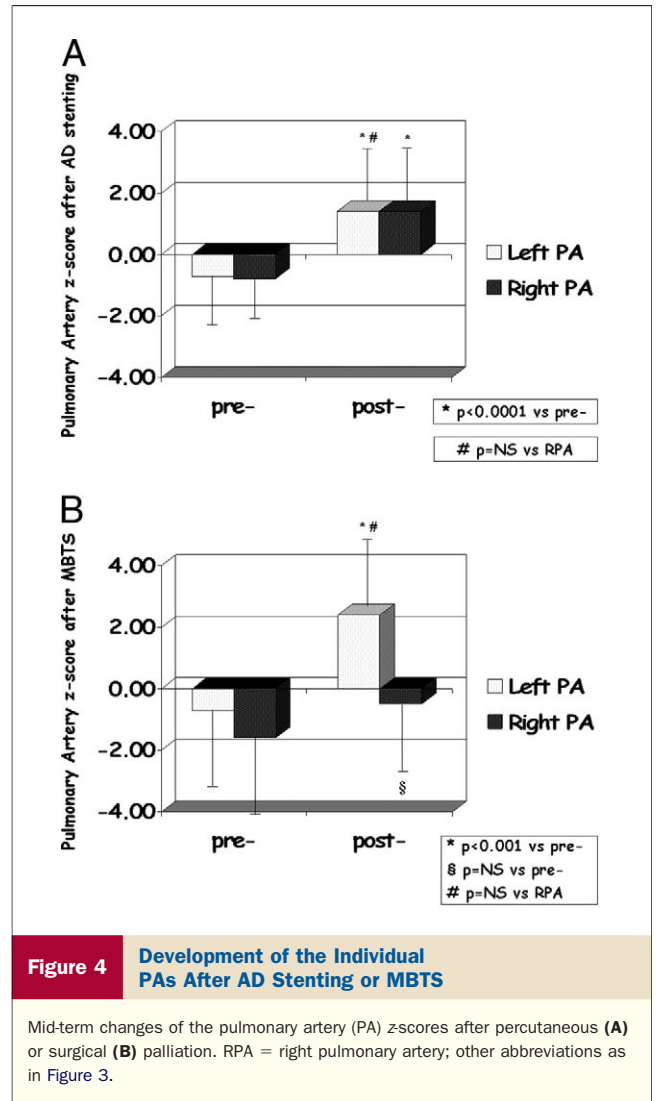 A
Pulmonary Artery z-score after AD stenting
4.00
2.00
0.00
-2.00
-4.00
*# *
pre- post-
Left PA
Right PA
* p<0.0001 vs pre-
# p=NS vs RPA
B
Pulmonary Artery z-score after MBTS
4.00
2.00
0.00
-2.00
-4.00
*#
§
pre- post-
Left PA
Right PA
* p<0.001 vs pre-
§ p=NS vs pre-
# p=NS vs RPA
Figure 4
Development of the Individual
PAs After AD Stenting or MBTS
Mid-term changes of the pulmonary artery (PA) z-scores after percutaneous (A)
or surgical (B) palliation. RPA = right pulmonary artery; other abbreviations as
in Figure 3.